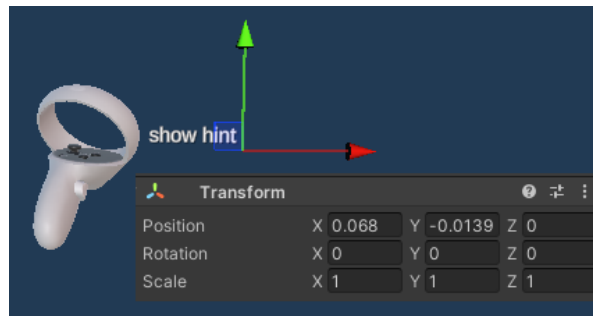 show hint
Transform
Position X 0.068 Y -0.0139 Z 0
Rotation X 0 Y 0 Z 0
Scale X 1 Y 1 Z 1